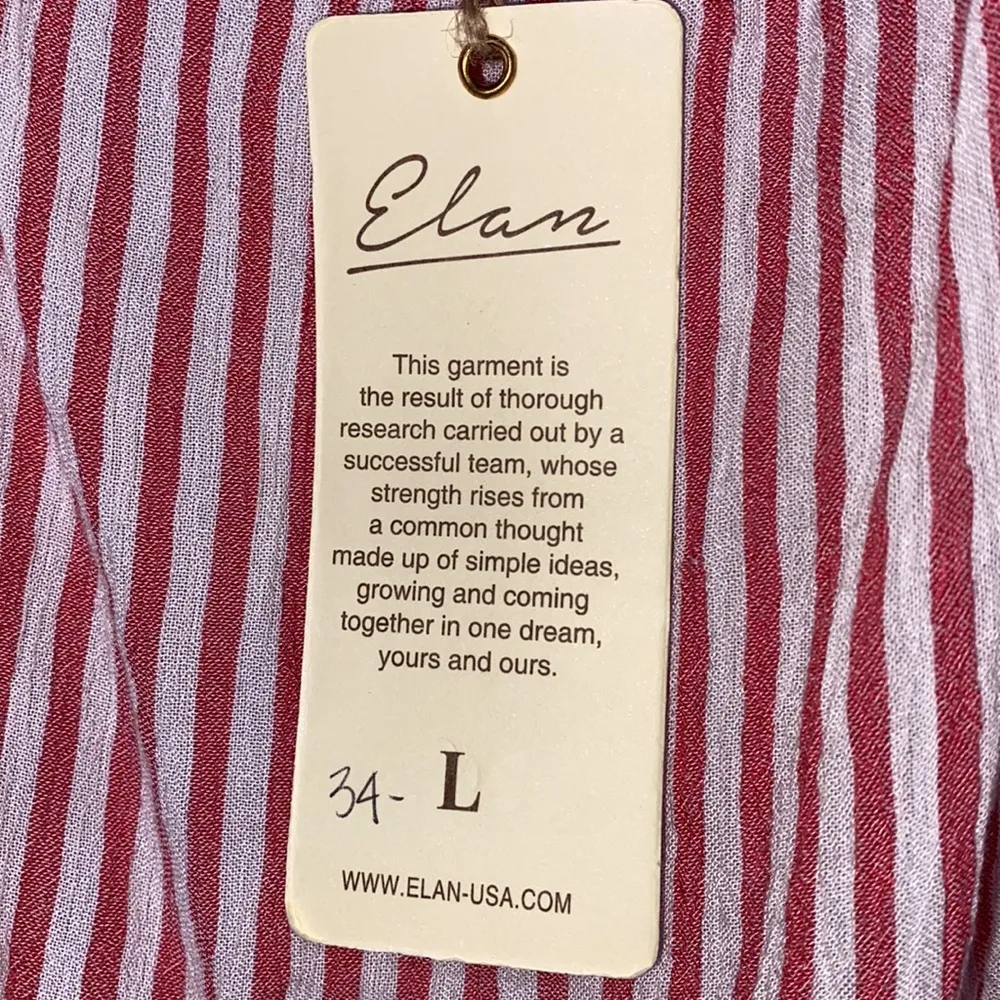 Elan
This garment is
the result of thorough
research carried out by a
successful team, whose
strength rises from
a common thought
made up of simple ideas,
growing and coming
together in one dream,
yours and ours.
34- L
WWW.ELAN-USA.COM